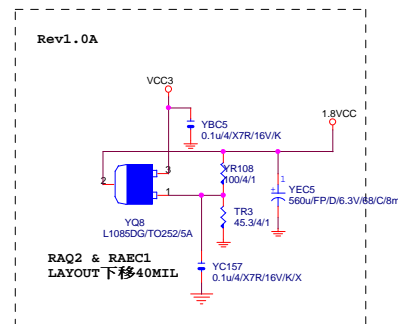 Rev1.0A
VCC3
1.8VCC
YBC5
0.1u/4/X7R/16V/K
3
2
1
YR108
100/4/1
1
+
YEC5
560u/FP/D/6.3V/68/C/8m
YQ8
L1085DG/TO252/5A
TR3
45.3/4/1
RAQ2 & RAEC1
LAYOUT下移40MIL
YC157
0.1u/4/X7R/16V/K/X